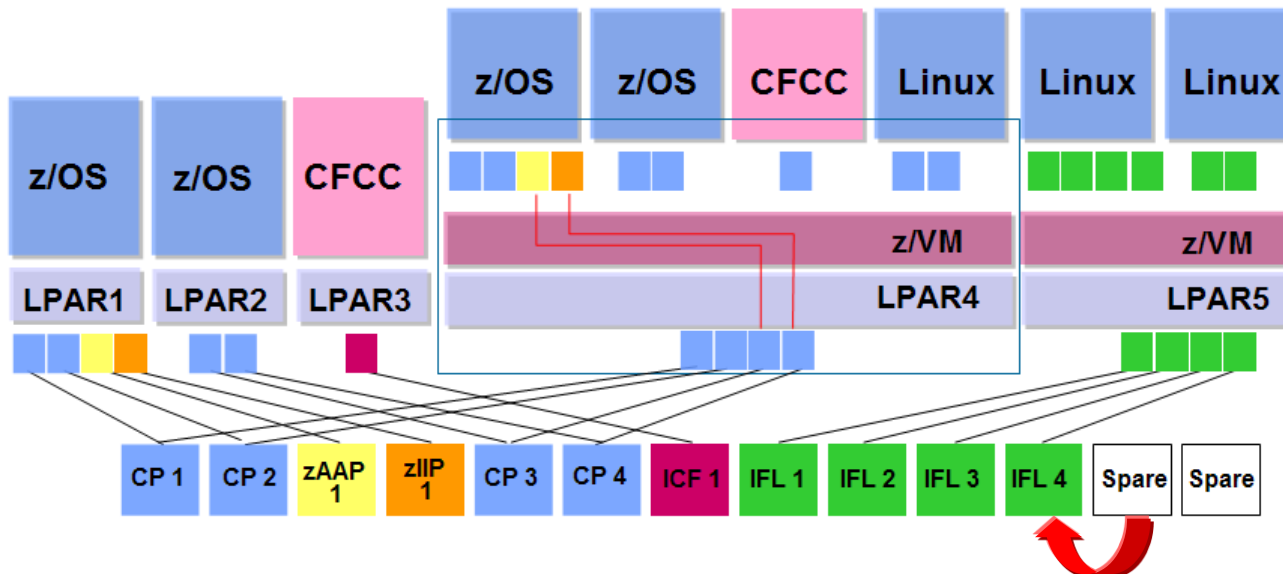 z/OS z/OS CFCC Linux Linux Linux
z/OS z/OS CFCC
z/VM z/VM
LPAR1 LPAR2 LPAR3 LPAR4 LPAR5
CP 1 CP 2 zAAP 1 zIIP 1 CP 3 CP 4 ICF 1 IFL 1 IFL 2 IFL 3 IFL 4 Spare Spare